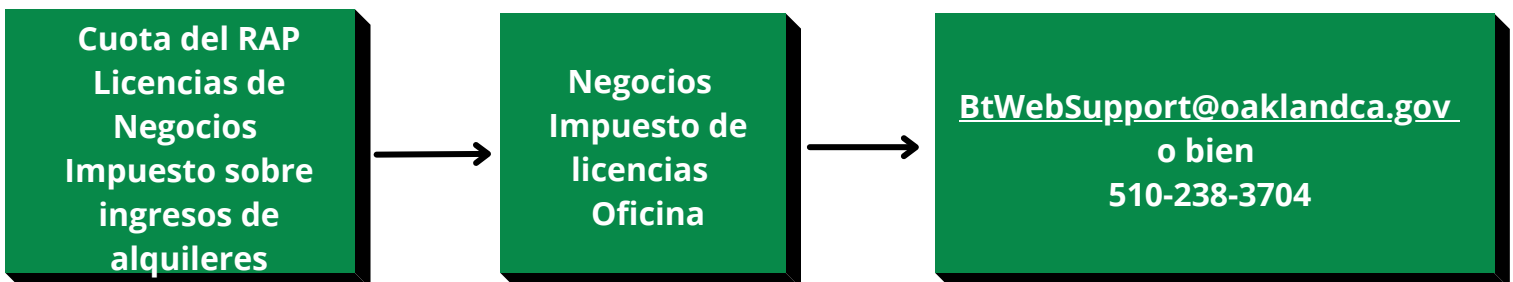 Cuota del RAP
Licencias de
Negocios
Impuesto sobre
ingresos de
alquileres
Negocios
Impuesto de
licencias
Oficina
BtWebSupport@oaklandca.gov
o bien
510-238-3704